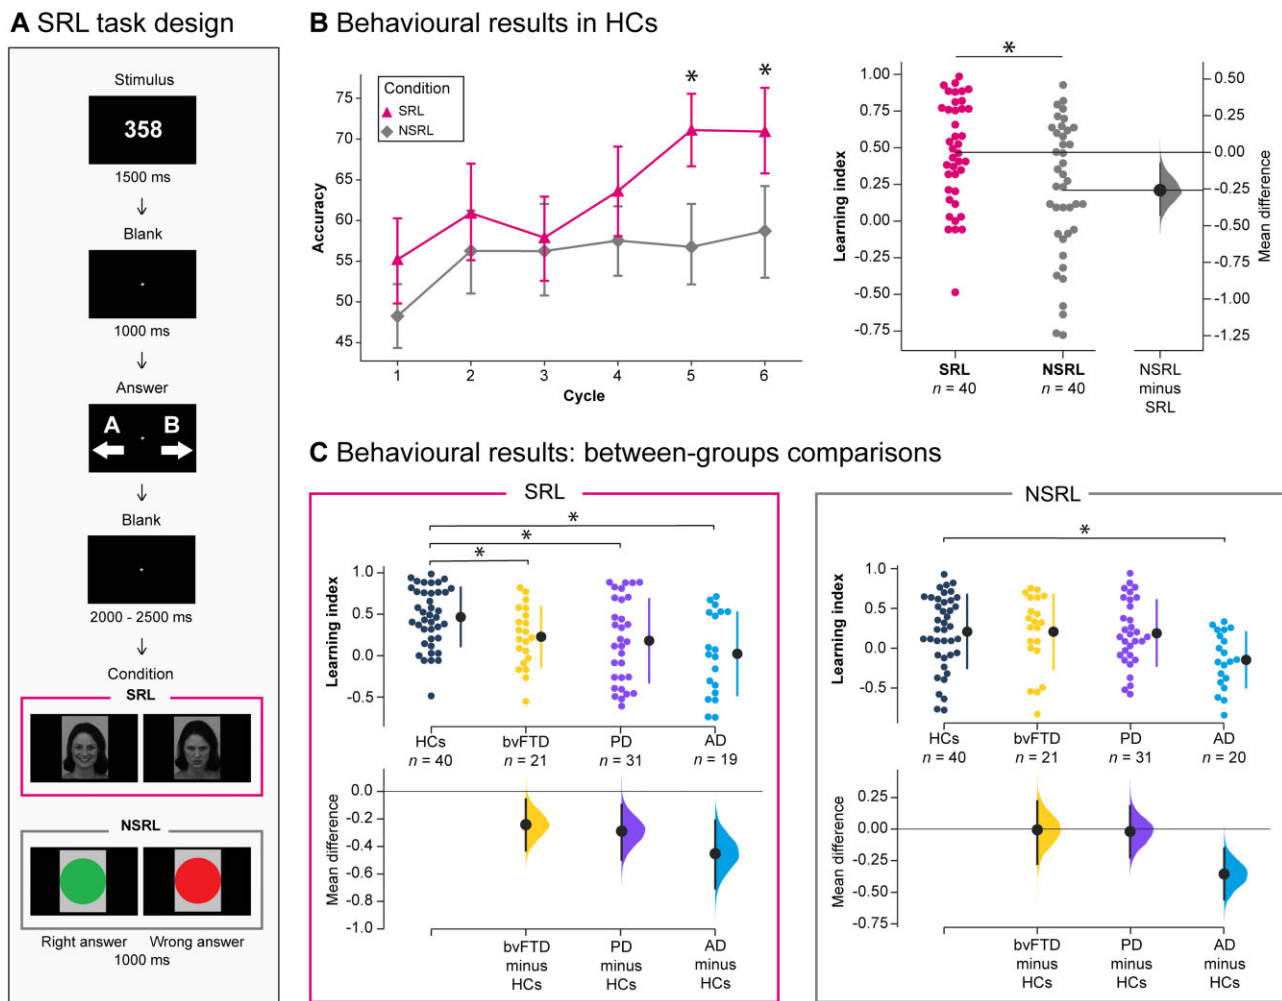 A SRL task design
Stimulus
358
1500 ms
Blank
1000 ms
Answer
A B
Blank
2000 - 2500 ms
Condition
SRL
NSRL
Right answer Wrong answer
1000 ms
B Behavioural results in HCs
Condition
SRL
NSRL
* *
Accuracy
75
70
65
60
55
50
45
1 2 3 4 5 6
Cycle
*
Learning index
1.00
0.75
0.50
0.25
0.00
-0.25
-0.50
-0.75
0.50
0.25
0.00
-0.25
-0.50
-0.75
-1.00
-1.25
Mean difference
SRL NSRL NSRL
n = 40 n = 40 minus
SRL
C Behavioural results: between-groups comparisons
SRL
*
*
*
Learning index
1.0
0.5
0.0
-0.5
HCs bvFTD PD AD
n = 40 n = 21 n = 31 n = 19
Mean difference
0.0
-0.2
-0.4
-0.6
-0.8
-1.0
bvFTD PD AD
minus minus minus
HCs HCs HCs
NSRL
*
Learning index
1.0
0.5
0.0
-0.5
HCs bvFTD PD AD
n = 40 n = 21 n = 31 n = 20
Mean difference
0.25
0.00
-0.25
-0.50
-0.75
bvFTD PD AD
minus minus minus
HCs HCs HCs